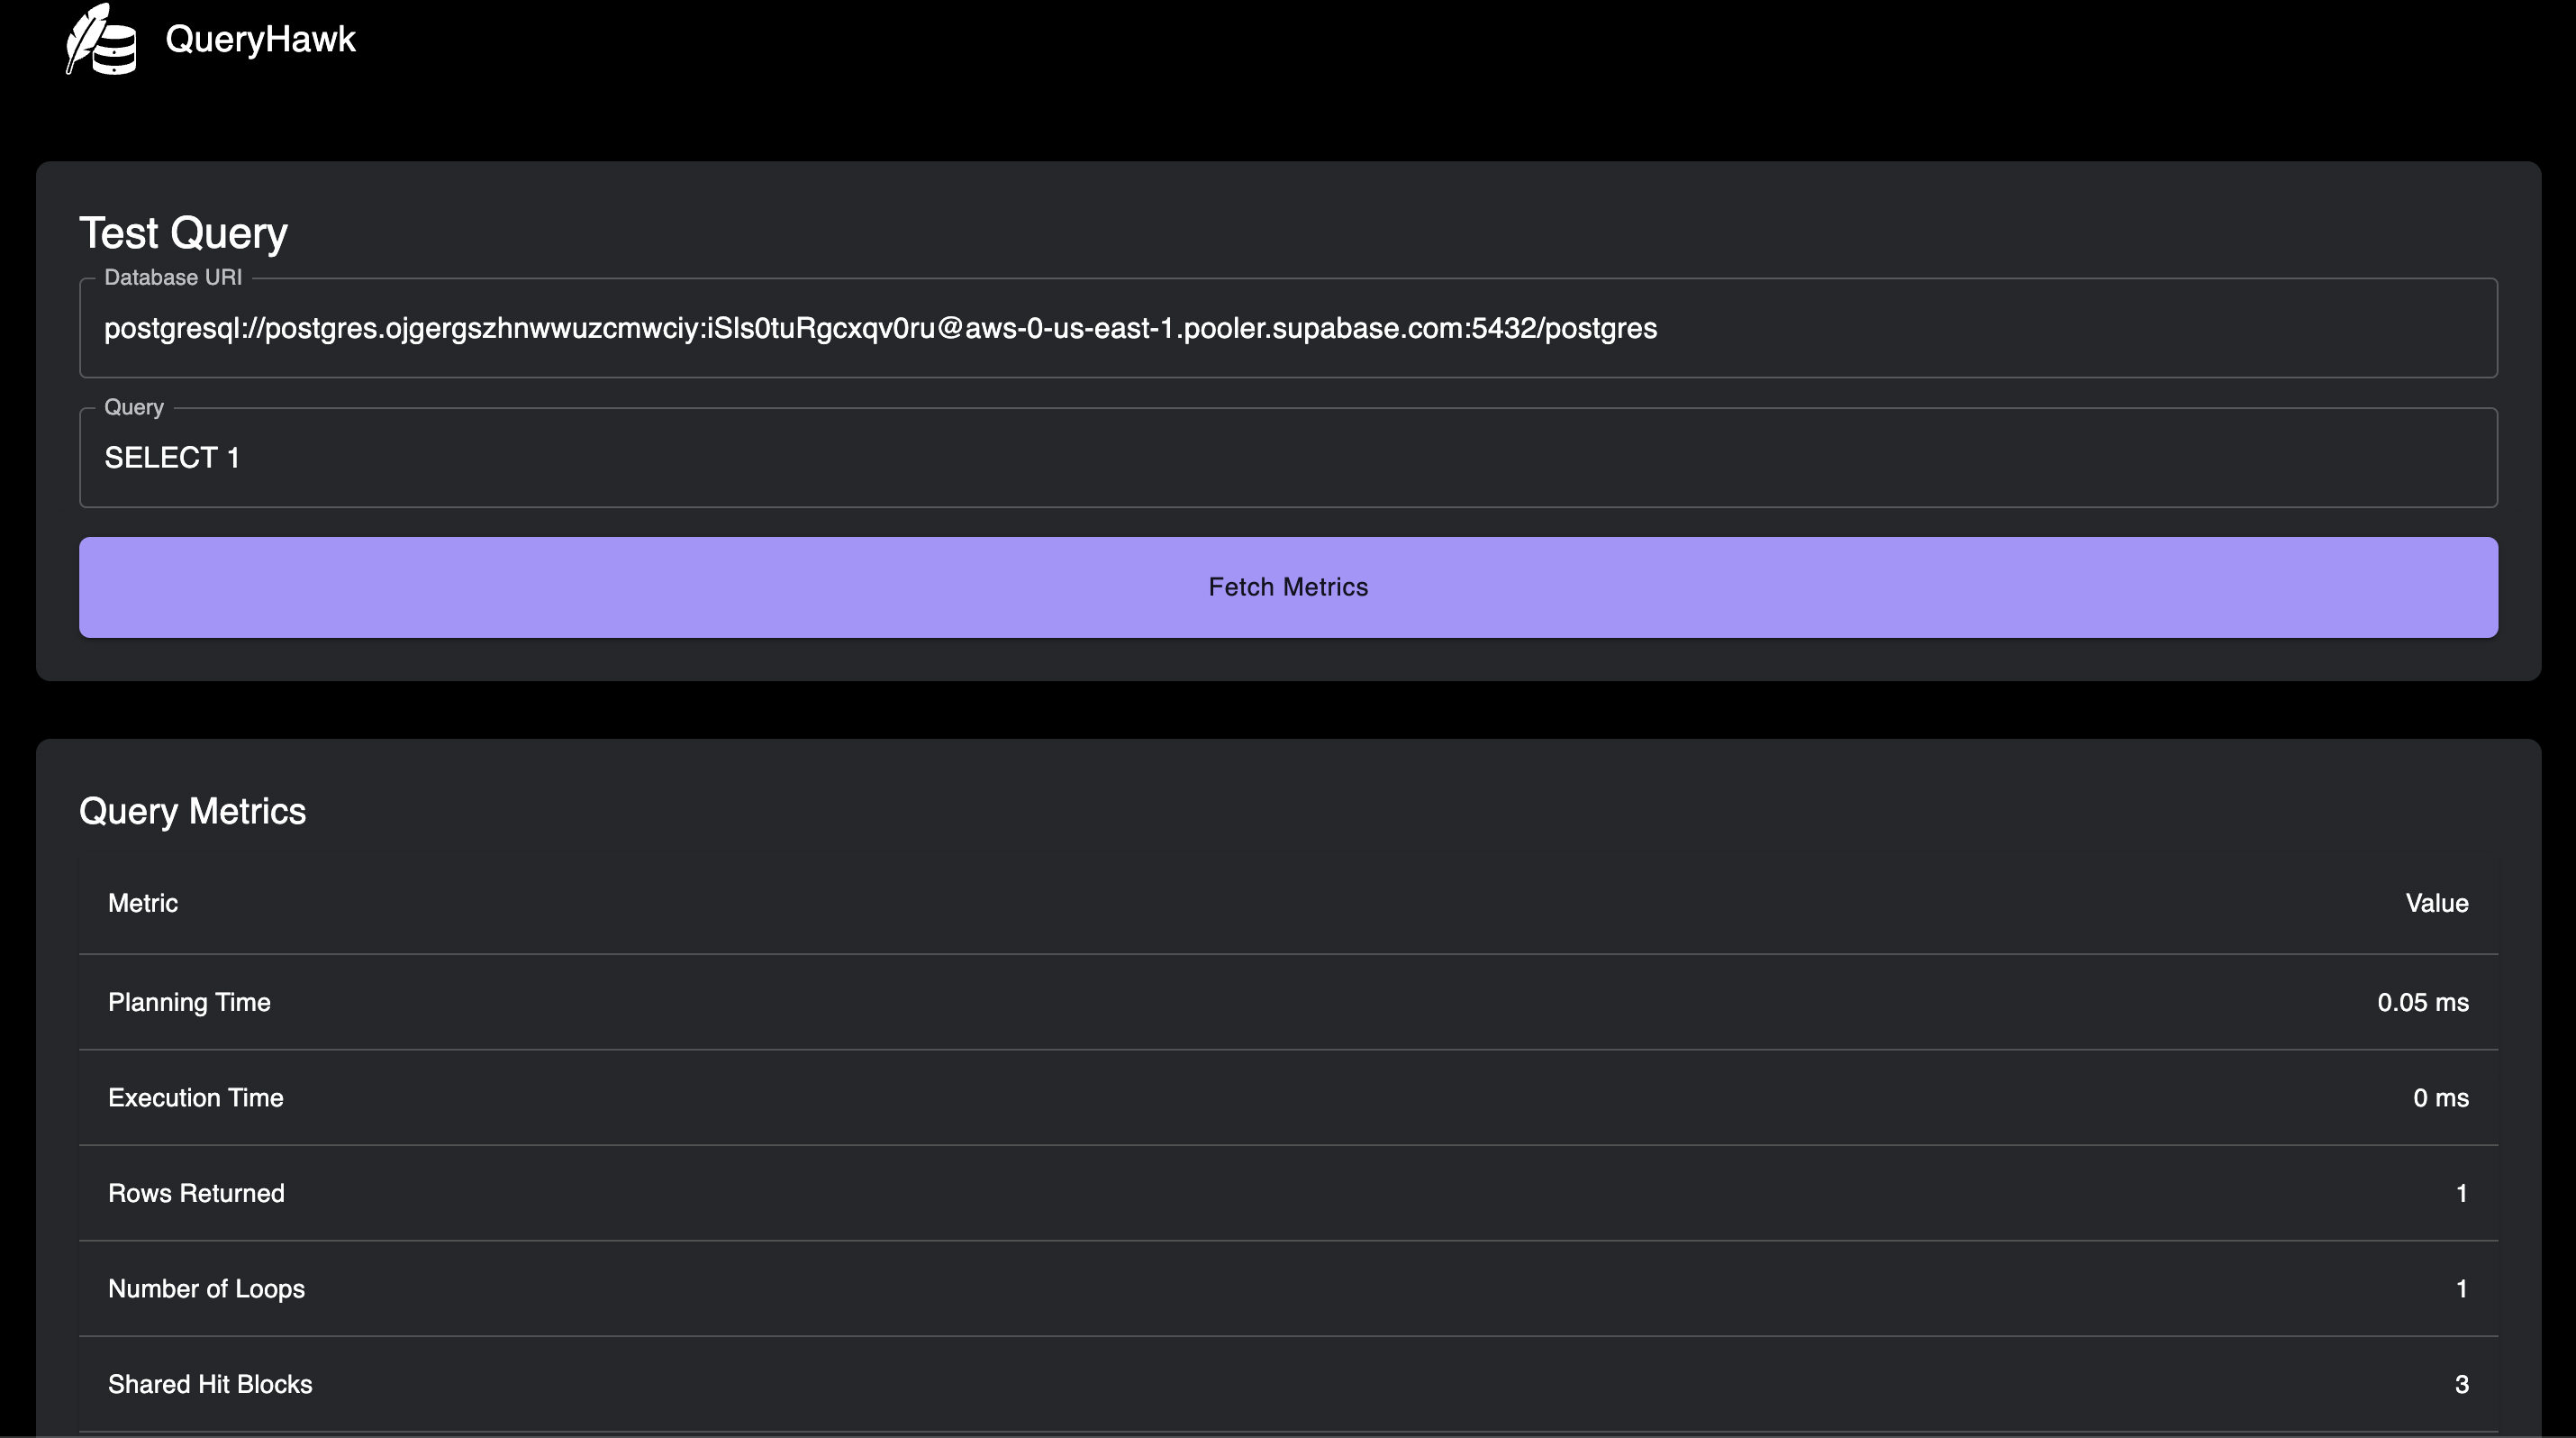 QueryHawk
Test Query
Database URI
postgresql://postgres.ojgergszhnwwuzcmwciy:iSls0tuRgcxqv0ru@aws-0-us-east-1.pooler.supabase.com:5432/postgres
Query
SELECT 1
Fetch Metrics
Query Metrics
Metric Value
Planning Time 0.05 ms
Execution Time 0 ms
Rows Returned 1
Number of Loops 1
Shared Hit Blocks 3